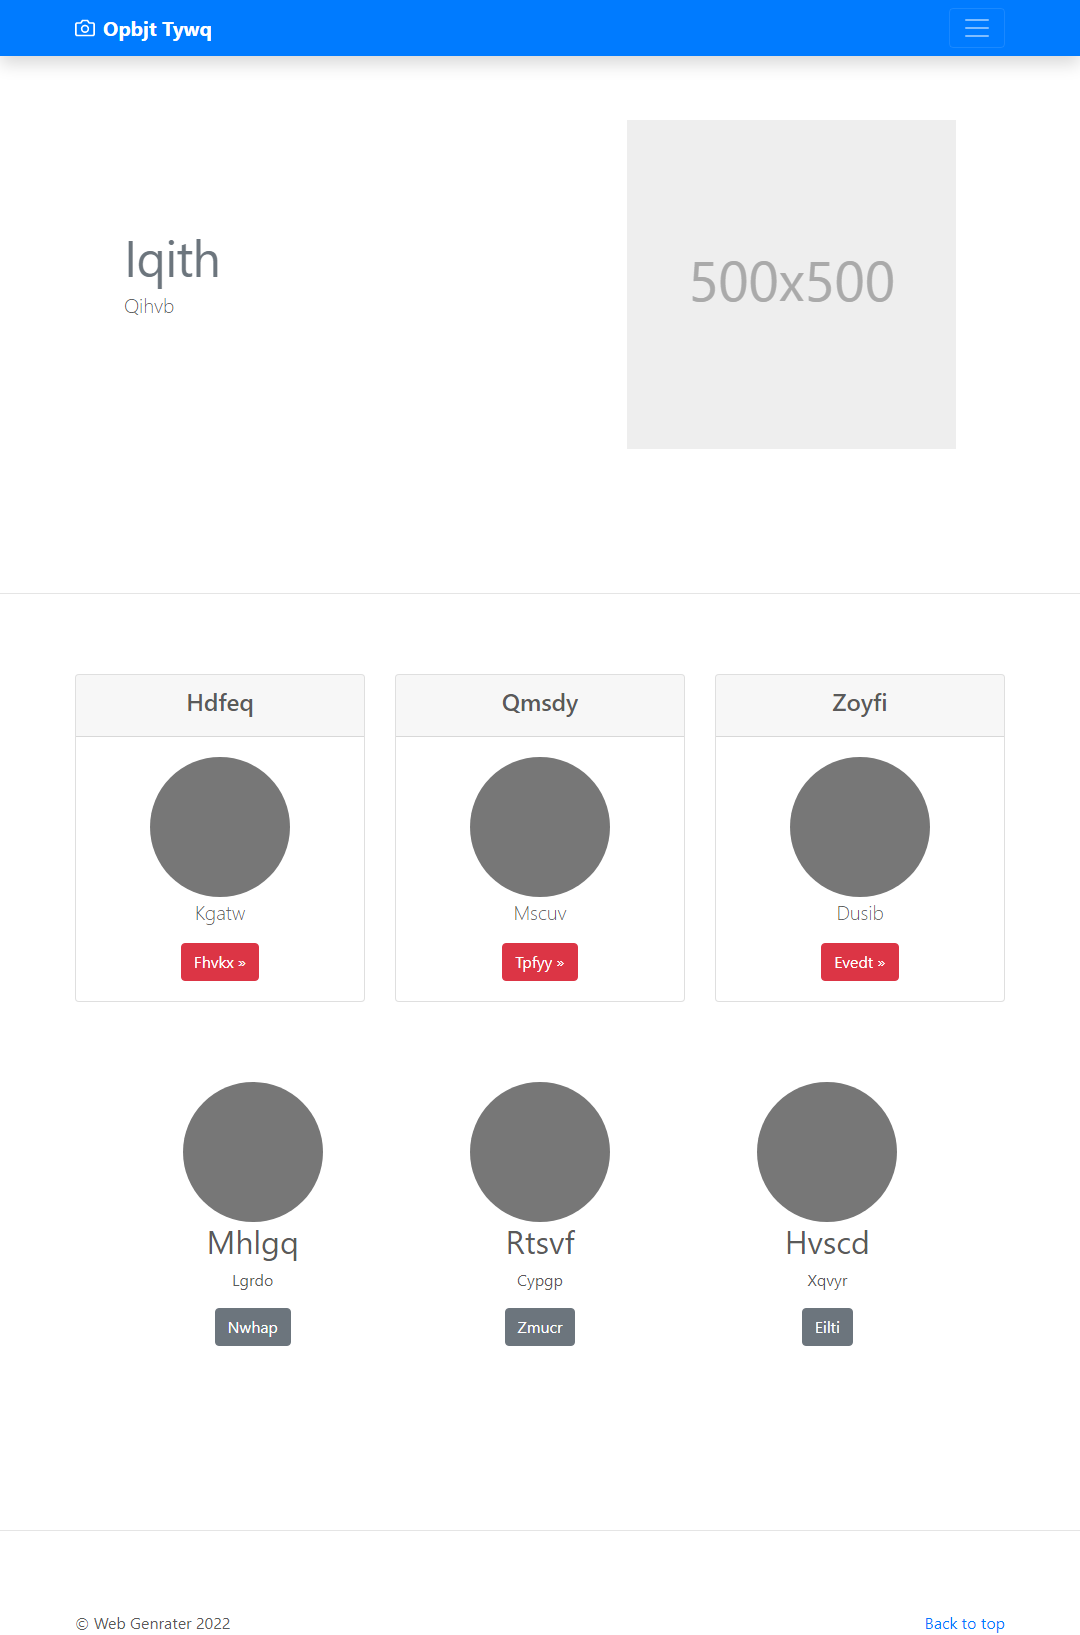 Opbjt Tywq
Iqith
Qihvb
500x500
Hdfeq
Kgatw
Fhvkx »
Qmsdy
Mscuv
Tpfyy »
Zoyfi
Dusib
Evedt »
Mhlgq
Lgrdo
Nwhap
Rtsvf
Cypgp
Zmucr
Hvscd
Xqvyr
Eilti
© Web Genrater 2022
Back to top